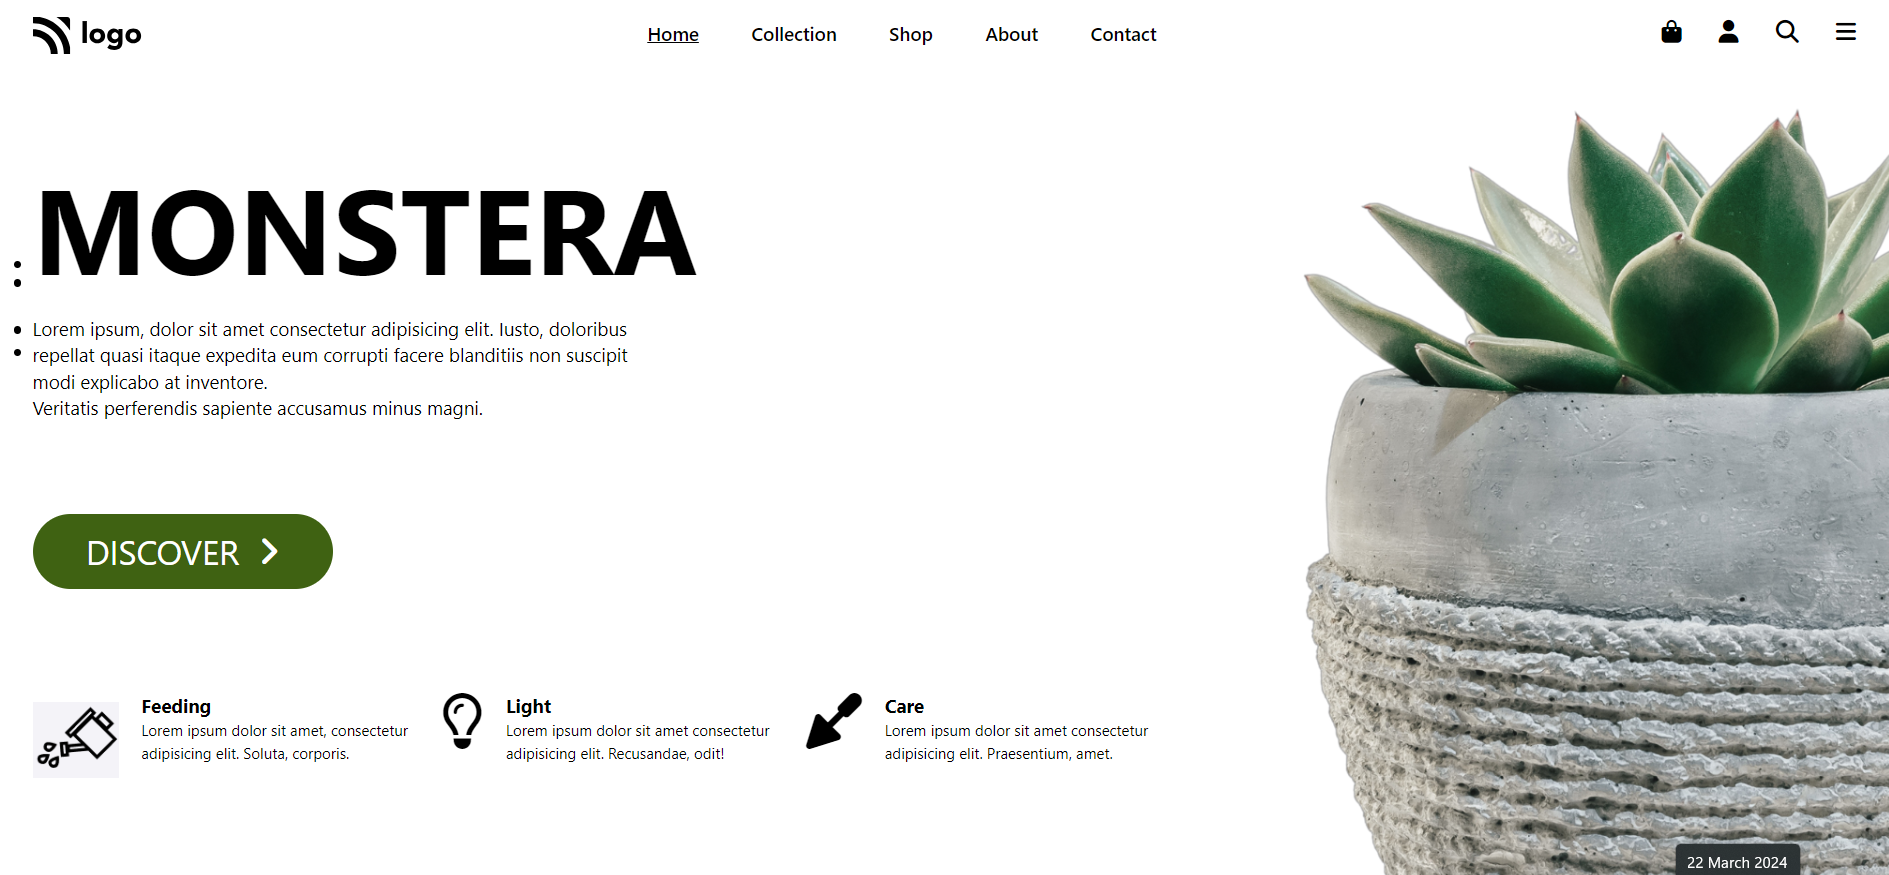 logo
Home Collection Shop About Contact
MONSTERA
Lorem ipsum, dolor sit amet consectetur adipisicing elit. Iusto, doloribus
repellat quasi itaque expedita eum corrupti facere blanditiis non suscipit
modi explicabo at inventore.
Veritatis perferendis sapiente accusamus minus magni.
DISCOVER
Feeding
Lorem ipsum dolor sit amet, consectetur
adipisicing elit. Soluta, corporis.
Light
Lorem ipsum dolor sit amet consectetur
adipisicing elit. Recusandae, odit!
Care
Lorem ipsum dolor sit amet consectetur
adipisicing elit. Praesentium, amet.
22 March 2024